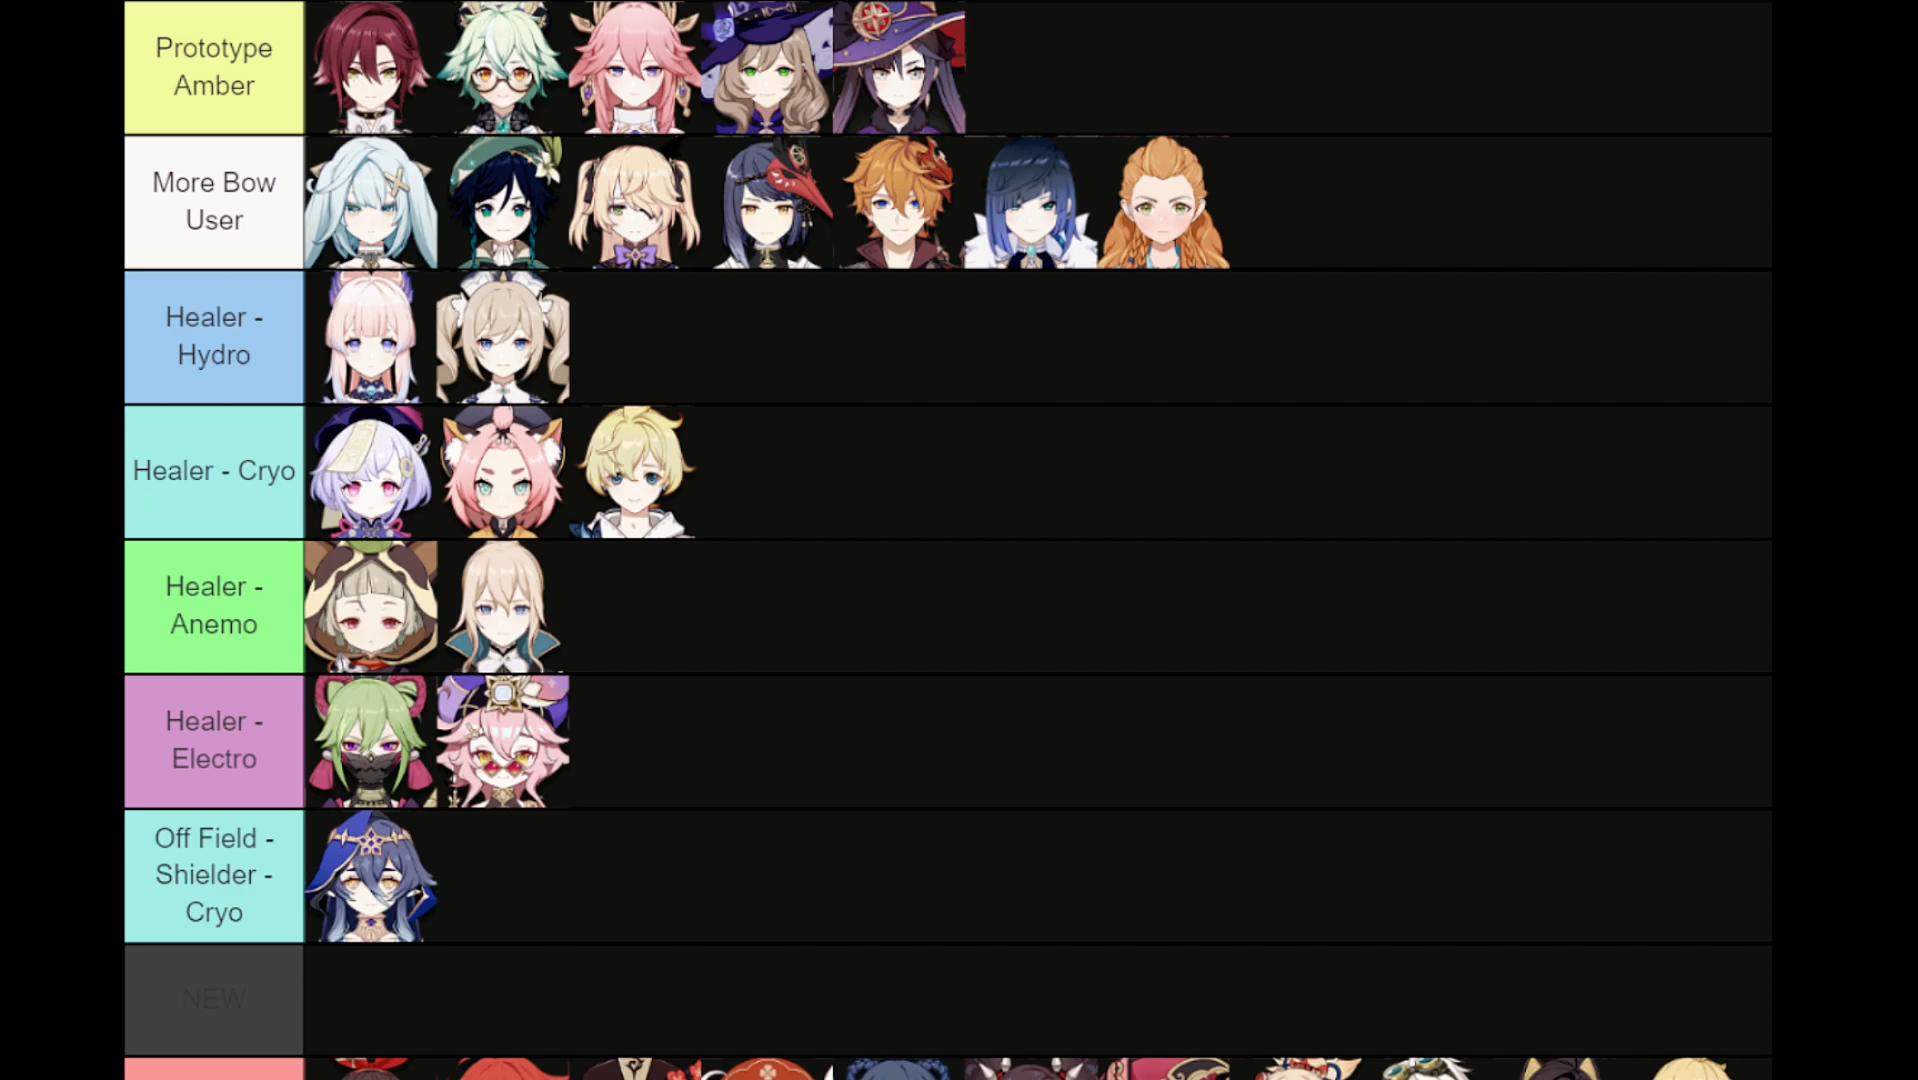 Prototype
Amber
More Bow
User
Healer -
Hydro
Healer - Cryo
Healer -
Anemo
Healer -
Electro
Off Field -
Shielder -
Cryo
NEW